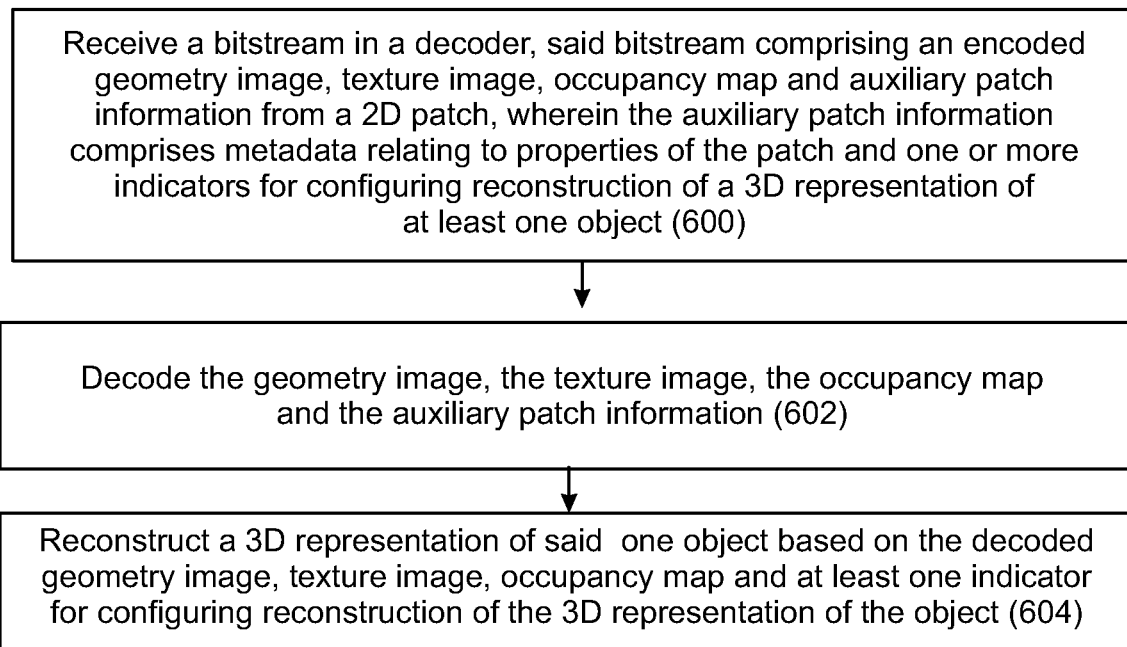 Receive a bitstream in a decoder, said bitstream comprising an encoded
geometry image, texture image, occupancy map and auxiliary patch
information from a 2D patch, wherein the auxiliary patch information
comprises metadata relating to properties of the patch and one or more
indicators for configuring reconstruction of a 3D representation of
at least one object (600)
Decode the geometry image, the texture image, the occupancy map
and the auxiliary patch information (602)
Reconstruct a 3D representation of said one object based on the decoded
geometry image, texture image, occupancy map and at least one indicator
for configuring reconstruction of the 3D representation of the object (604)